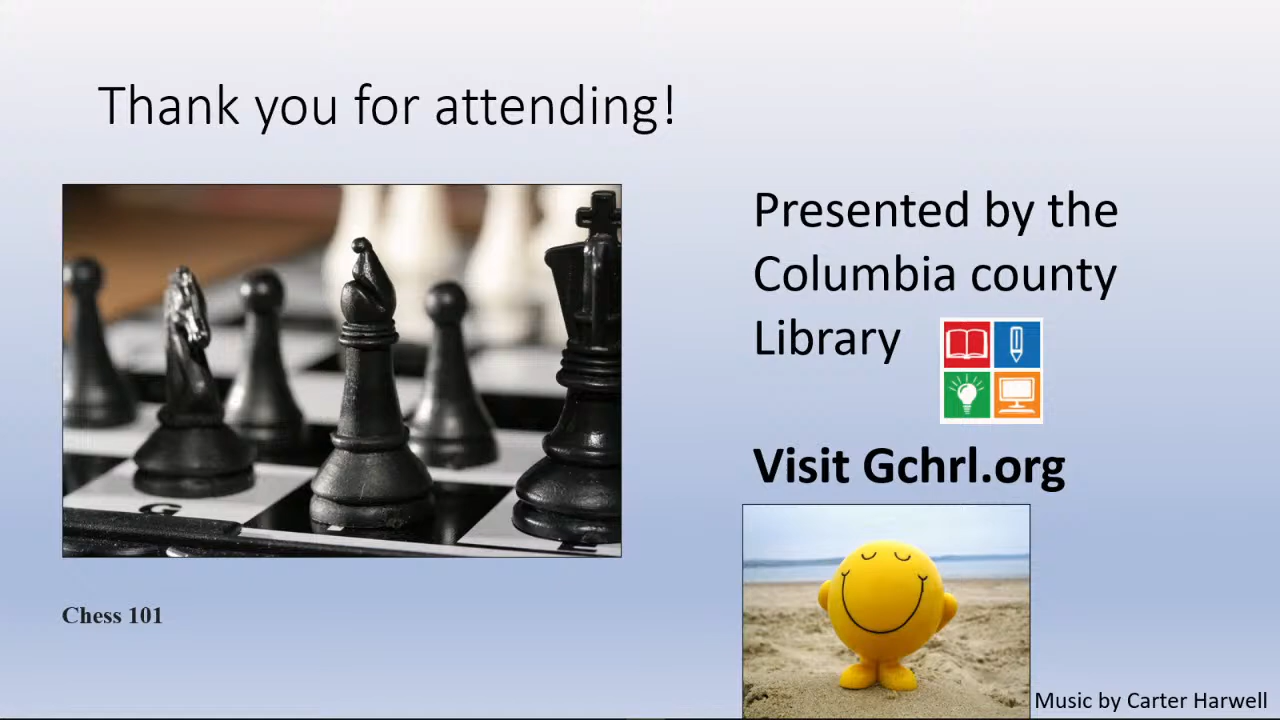 Thank you for attending!
Presented by the
Columbia county
Library
Visit Gchrl.org
G
Chess 101
Music by Carter Harwell